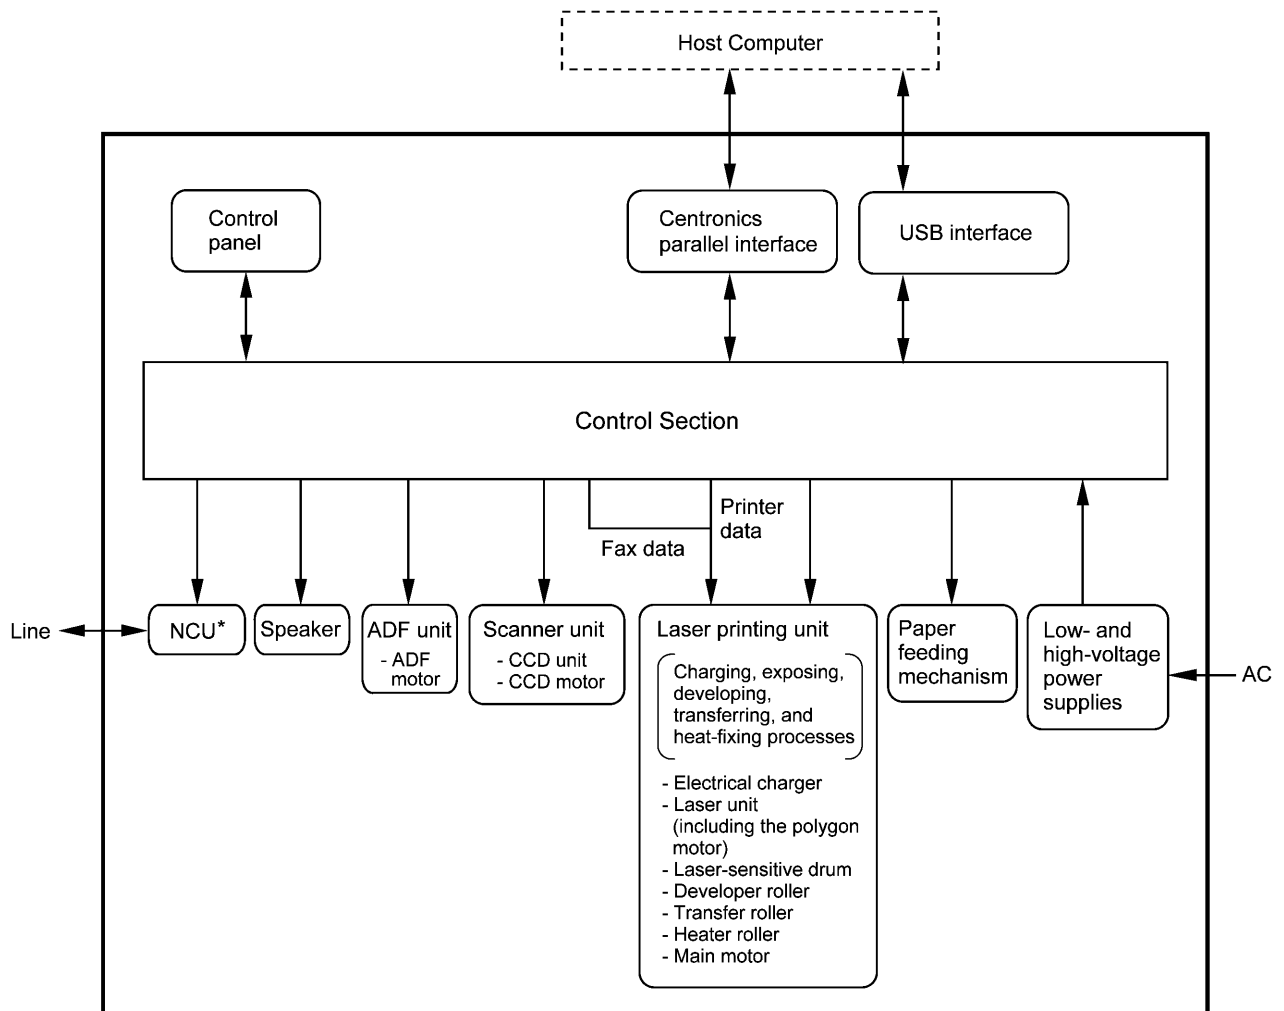 Host Computer
Control
panel
Centronics
parallel interface
USB interface
Control Section
Printer
data
Fax data
Line
NCU*
Speaker
ADF unit
- ADF
motor
Scanner unit
- CCD unit
- CCD motor
Laser printing unit
Charging, exposing,
developing,
transferring, and
heat-fixing processes
- Electrical charger
- Laser unit
(including the polygon
motor)
- Laser-sensitive drum
- Developer roller
- Transfer roller
- Heater roller
- Main motor
Paper
feeding
mechanism
Low- and
high-voltage
power
supplies
AC